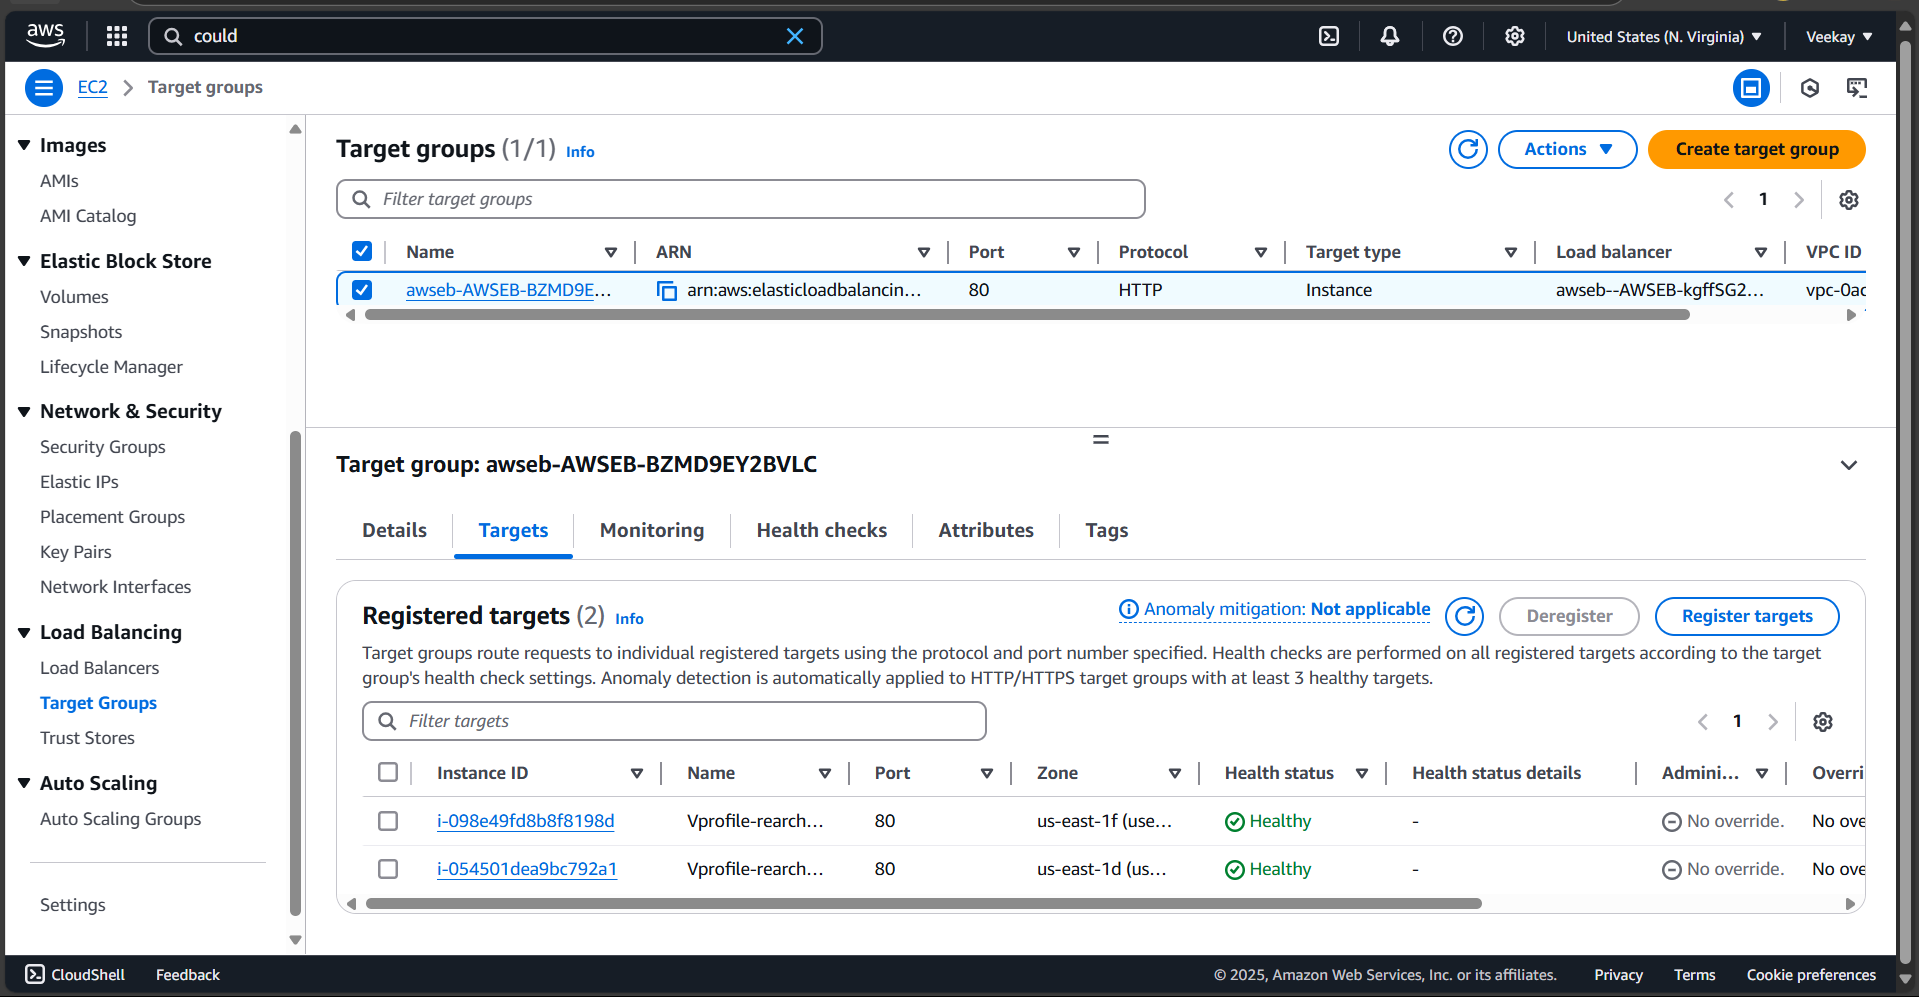 aws
could
United States (N. Virginia)
Veekay
EC2
Target groups
Images
AMIs
AMI Catalog
Elastic Block Store
Volumes
Snapshots
Lifecycle Manager
Network & Security
Security Groups
Elastic IPs
Placement Groups
Key Pairs
Network Interfaces
Load Balancing
Load Balancers
Target Groups
Trust Stores
Auto Scaling
Auto Scaling Groups
Settings
Target groups (1/1) Info
Actions
Create target group
Filter target groups
1
Name ARN Port Protocol Target type Load balancer VPC ID
awseb-AWSEB-BZMD9E... arn:aws:elasticloadbalancin... 80 HTTP Instance awseb--AWSEB-kgffSG2... vpc-0ac
Target group: awseb-AWSEB-BZMD9EY2BVLC
Details Targets Monitoring Health checks Attributes Tags
Registered targets (2) Info
Anomaly mitigation: Not applicable
Deregister
Register targets
Target groups route requests to individual registered targets using the protocol and port number specified. Health checks are performed on all registered targets according to the target
group's health check settings. Anomaly detection is automatically applied to HTTP/HTTPS target groups with at least 3 healthy targets.
Filter targets
1
Instance ID Name Port Zone Health status Health status details Admini... Overri
i-098e49fd8b8f8198d Vprofile-rearch... 80 us-east-1f (use... Healthy - No override. No ove
i-054501dea9bc792a1 Vprofile-rearch... 80 us-east-1d (us... Healthy - No override. No ove
CloudShell Feedback © 2025, Amazon Web Services, Inc. or its affiliates. Privacy Terms Cookie preferences